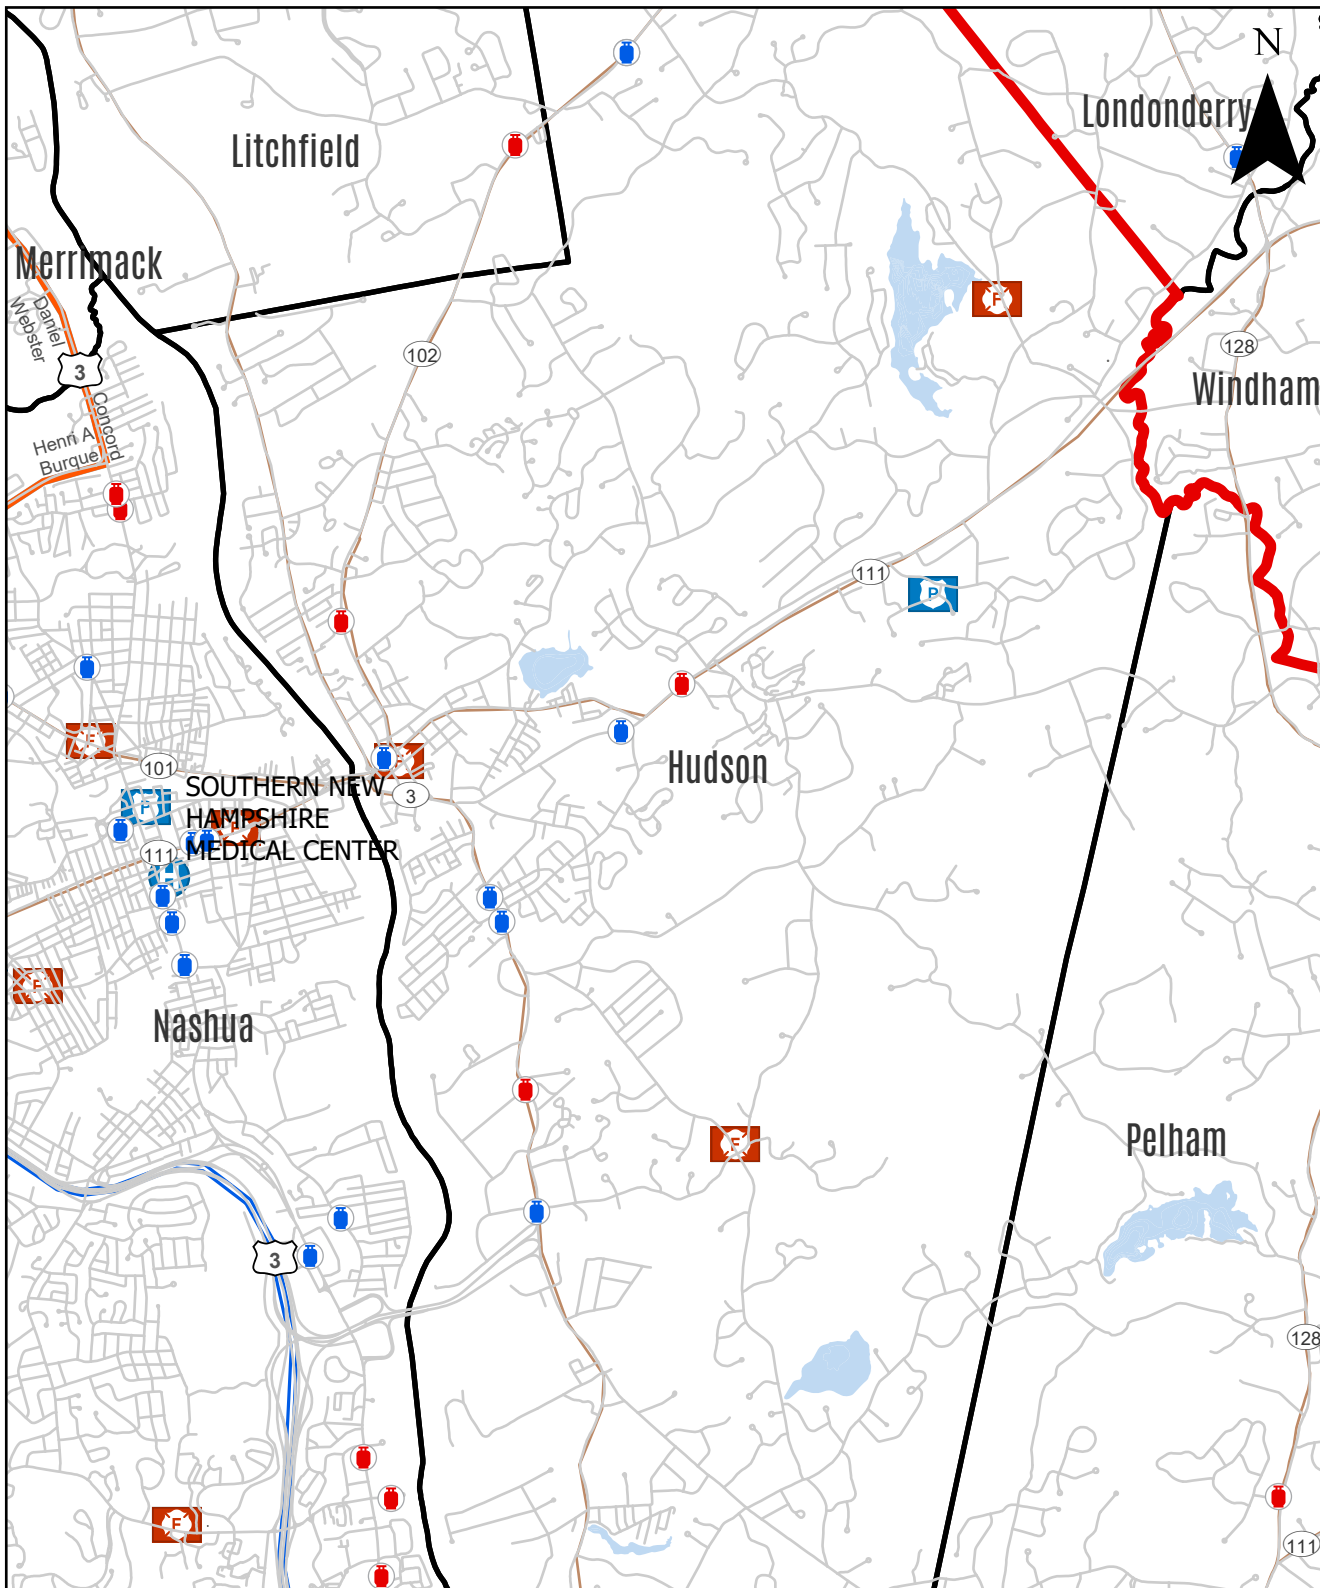 N
Londonderry
Litchfield
Merrimack
Daniel
Webster
3
102
128
Windham
Concord
Henri A
Burque
F
111
P
F
Hudson
101
SOUTHERN NEW
HAMPSHIRE
MEDICAL CENTER
3
P
111
H
F
Nashua
F
Pelham
3
128
F
111